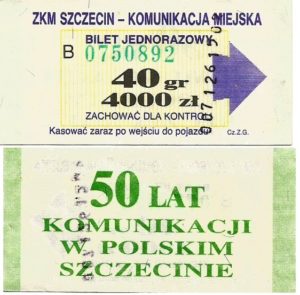 ZKM SZCZECIN – KOMUNIKACJA MIEJSKA
BILET JEDNORAZOWY
B 0750892
40 gr
4000 zł
ZACHOWAĆ DLA KONTROLI
Kasować zaraz po wejściu do pojazdu
Cz.Z.G.
50 LAT
KOMUNIKACJI
W POLSKIM
SZCZECINIE